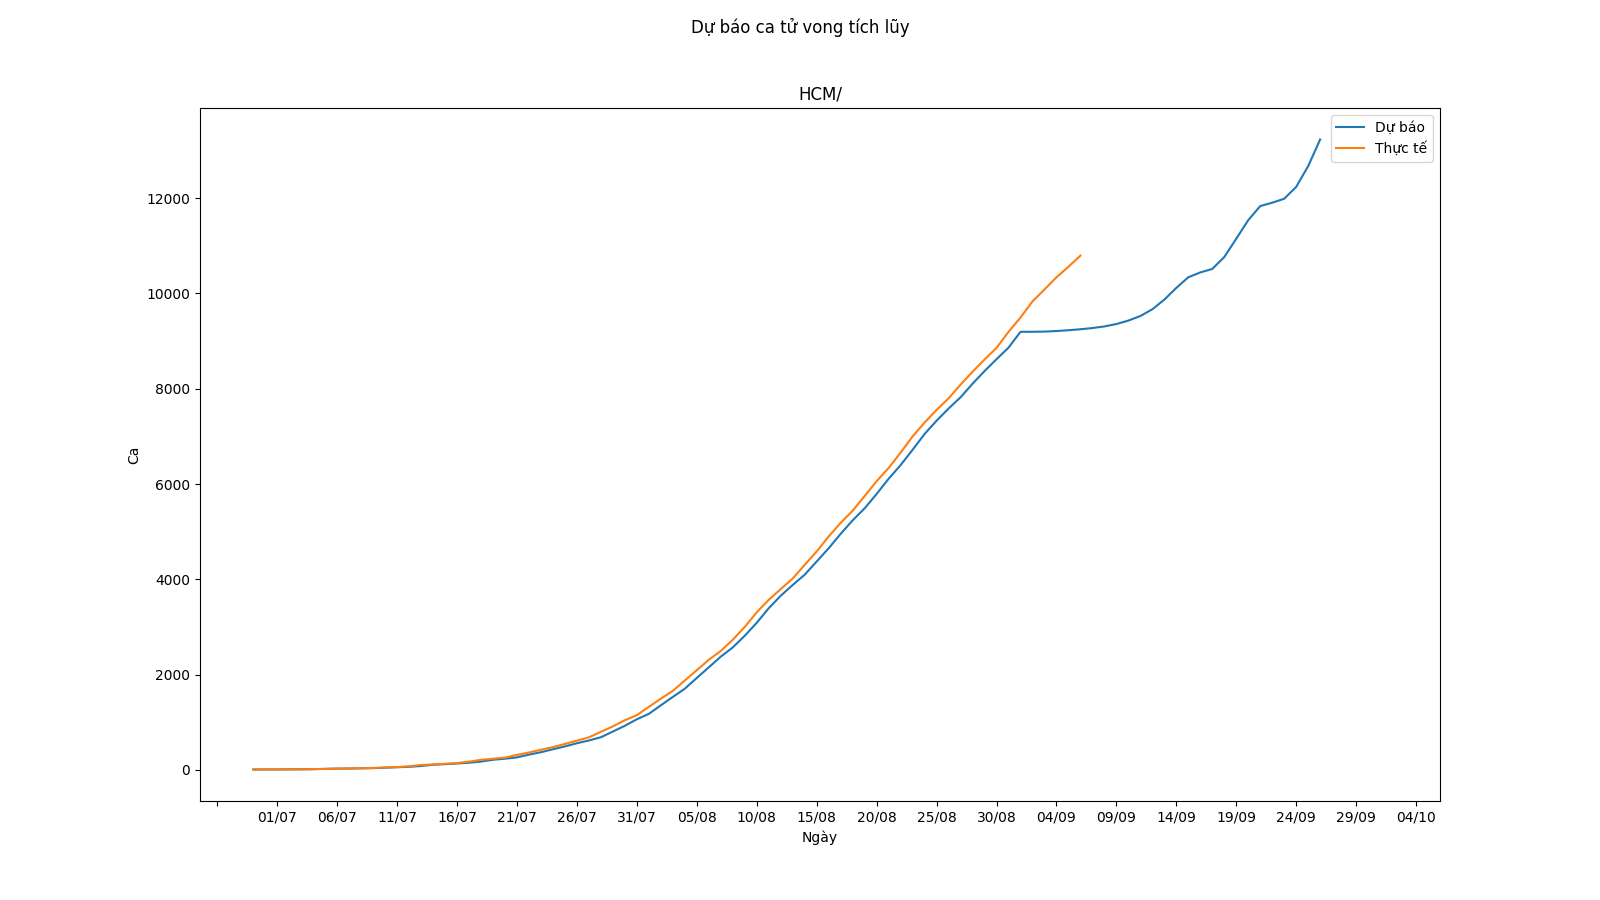 Dự báo ca tử vong tích lũy
HCM/
Dự báo
Thực tế
12000
10000
8000
6000
4000
2000
0
Ca
01/07 06/07 11/07 16/07 21/07 26/07 31/07 05/08 10/08 15/08 20/08 25/08 30/08 04/09 09/09 14/09 19/09 24/09 29/09 04/10
Ngày